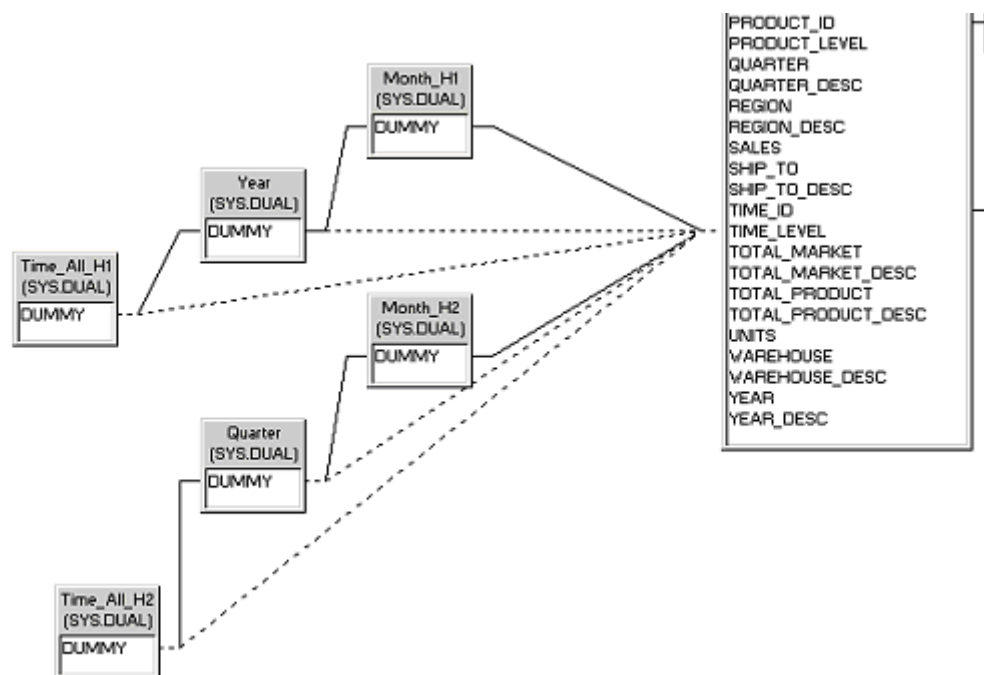 PRODUCT_ID
PRODUCT_LEVEL
QUARTER
QUARTER_DESC
REGION
REGION_DESC
SALES
SHIP_TO
SHIP_TO_DESC
TIME_ID
TIME_LEVEL
TOTAL_MARKET
TOTAL_MARKET_DESC
TOTAL_PRODUCT
TOTAL_PRODUCT_DESC
UNITS
WAREHOUSE
WAREHOUSE_DESC
YEAR
YEAR_DESC
Month_H1
(SYS.DUAL)
DUMMY
Year
(SYS.DUAL)
DUMMY
Time_All_H1
(SYS.DUAL)
DUMMY
Month_H2
(SYS.DUAL)
DUMMY
Quarter
(SYS.DUAL)
DUMMY
Time_All_H2
(SYS.DUAL)
DUMMY